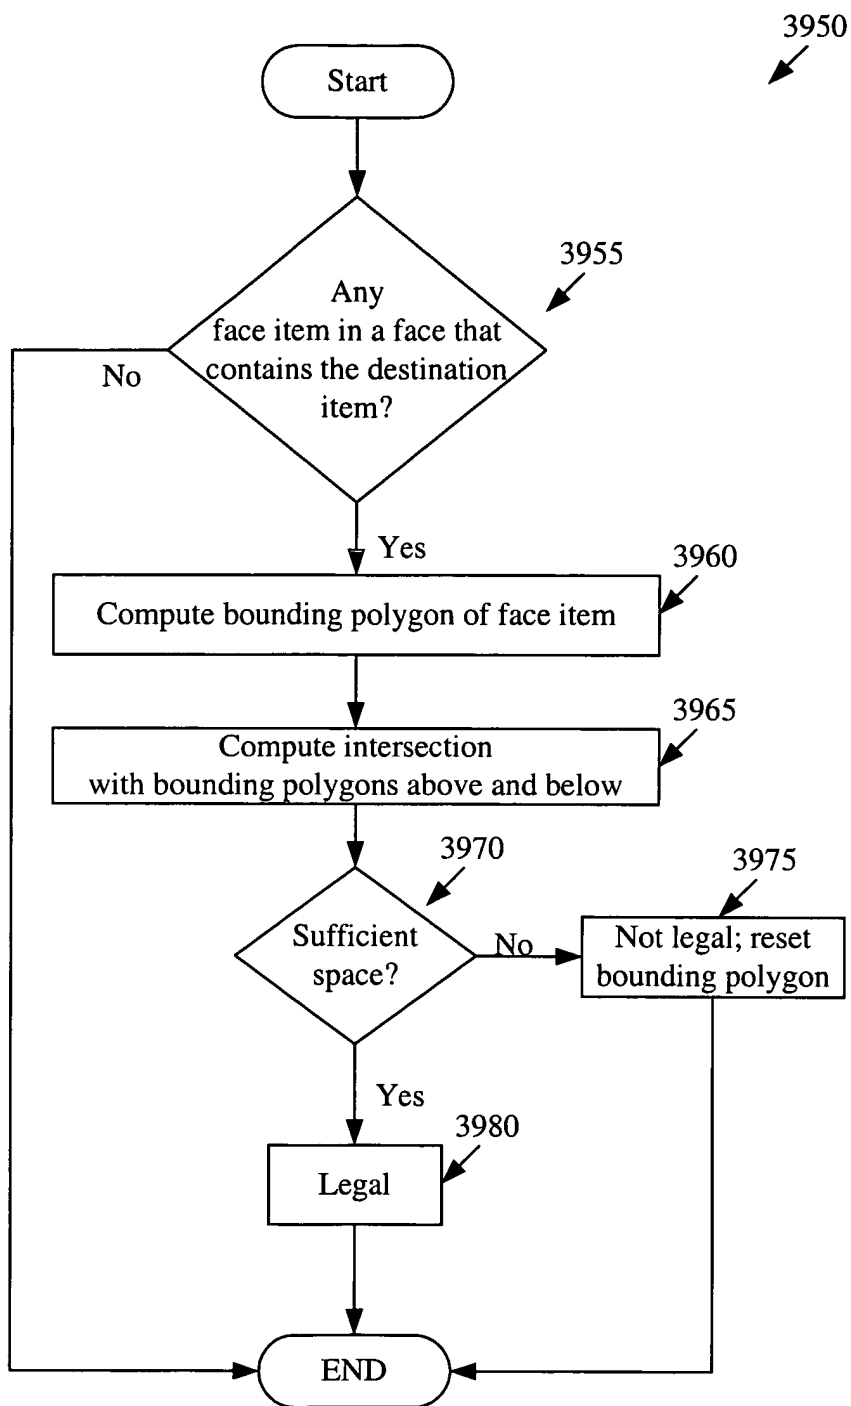 3950
Start
3955
Any
face item in a face that
contains the destination
item?
No
Yes
3960
Compute bounding polygon of face item
3965
Compute intersection
with bounding polygons above and below
3970
Sufficient
space?
No
3975
Not legal; reset
bounding polygon
Yes
3980
Legal
END